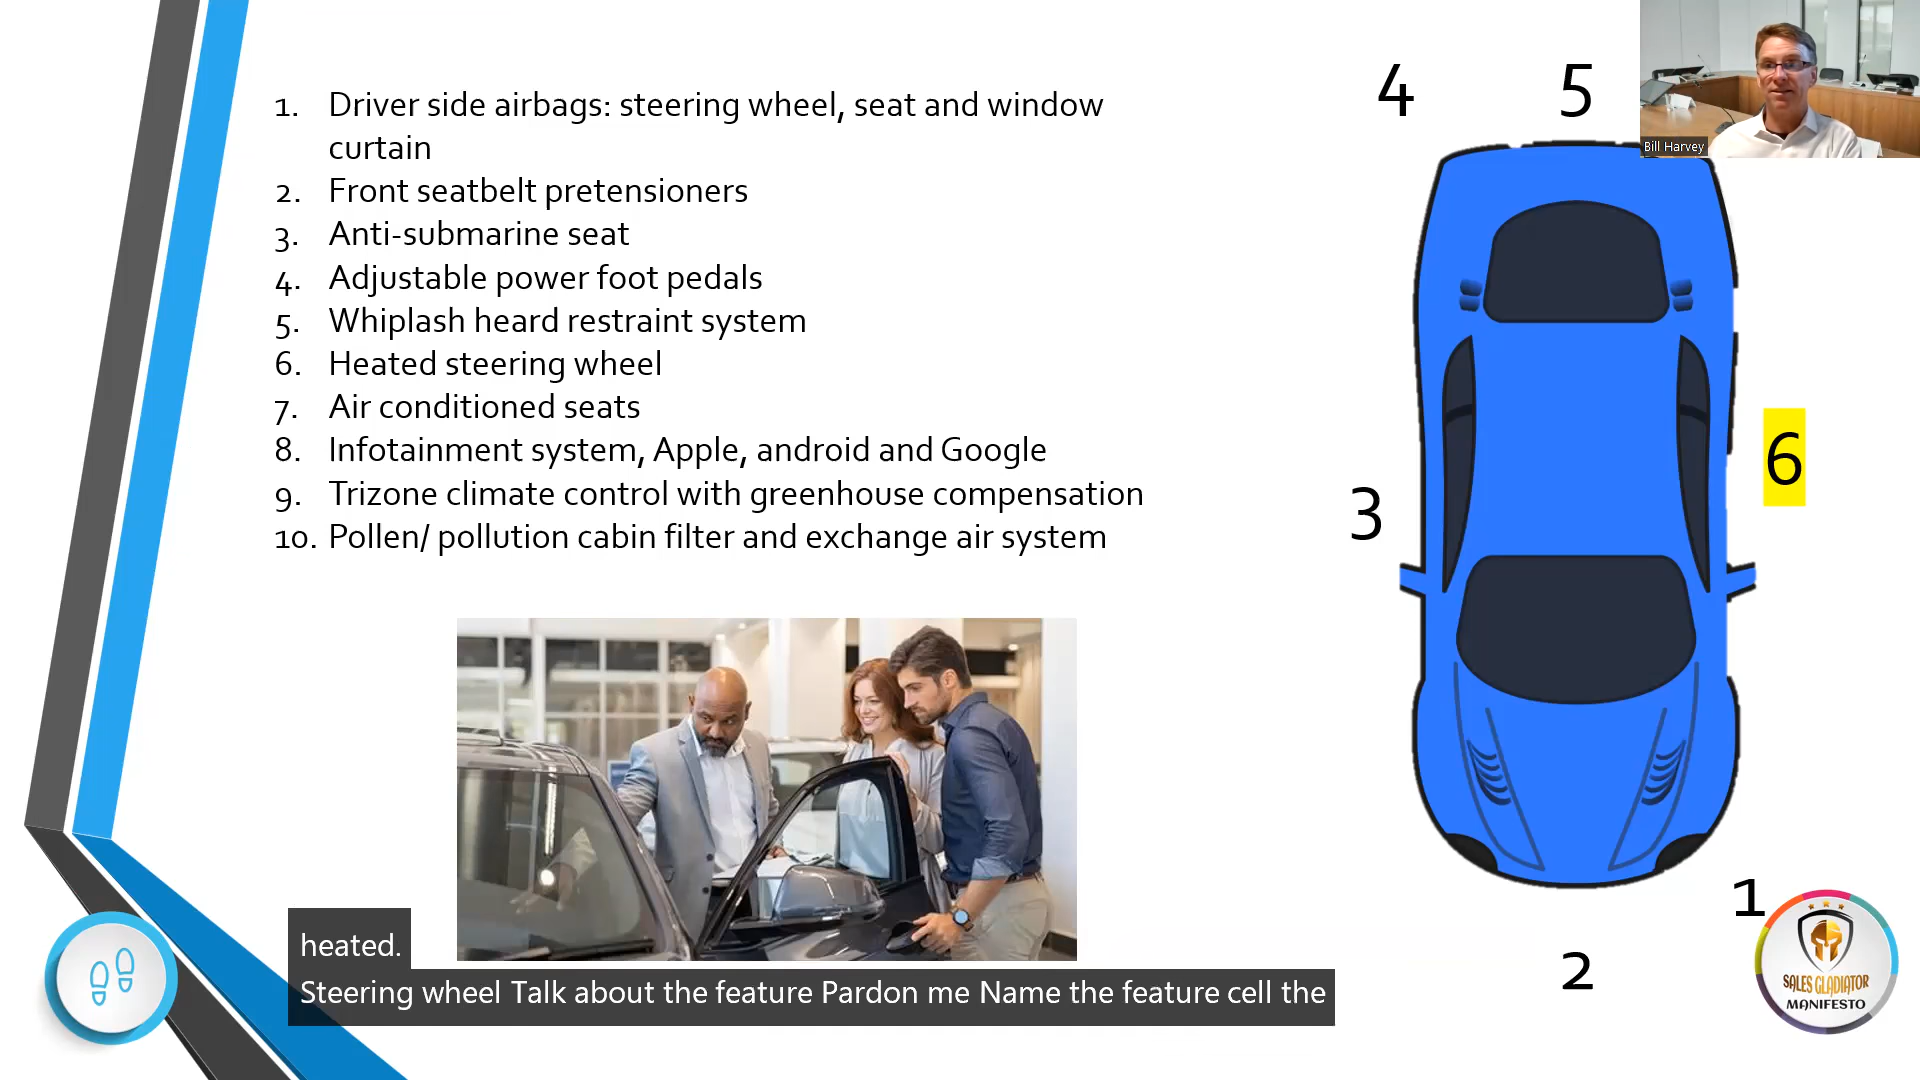 1. Driver side airbags: steering wheel, seat and window
curtain
2. Front seatbelt pretensioners
3. Anti-submarine seat
4. Adjustable power foot pedals
5. Whiplash heard restraint system
6. Heated steering wheel
7. Air conditioned seats
8. Infotainment system, Apple, android and Google
9. Trizone climate control with greenhouse compensation
10. Pollen/ pollution cabin filter and exchange air system
4
5
Bill Harvey
6
3
1
2
SALES GLADIATOR
MANIFESTO
heated.
Steering wheel Talk about the feature Pardon me Name the feature cell the